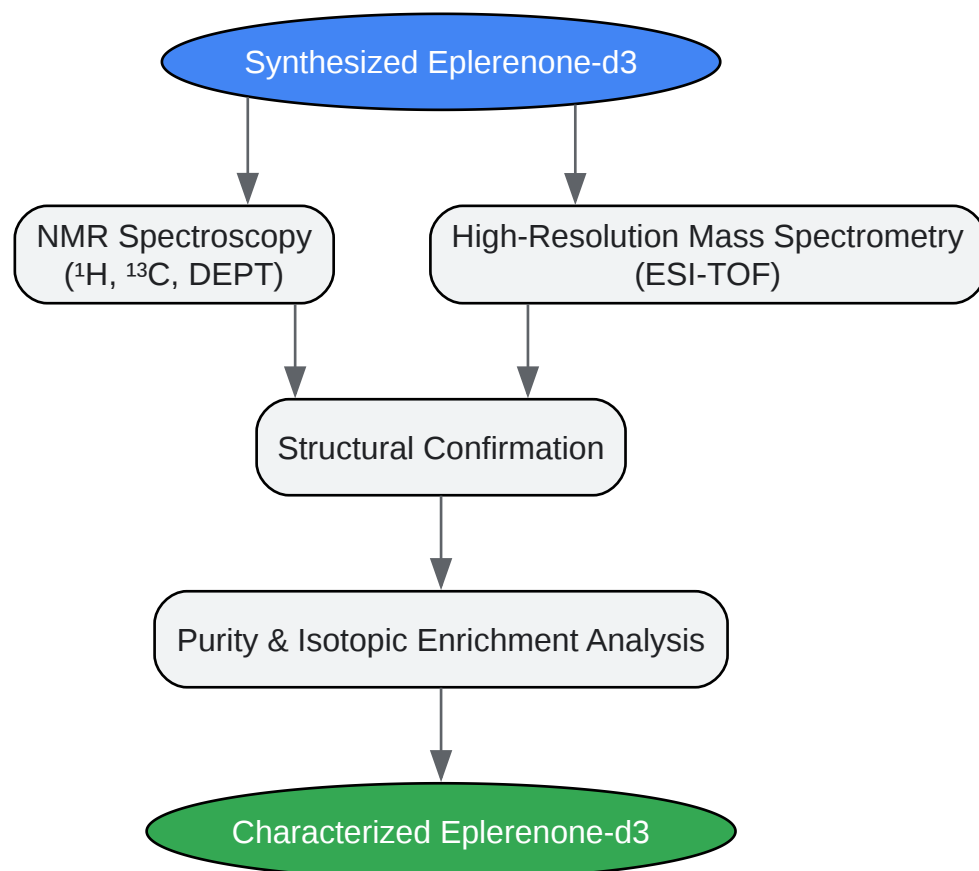 Synthesized Eplerenone-d3
NMR Spectroscopy
(¹H, ¹³C, DEPT)
High-Resolution Mass Spectrometry
(ESI-TOF)
Structural Confirmation
Purity & Isotopic Enrichment Analysis
Characterized Eplerenone-d3